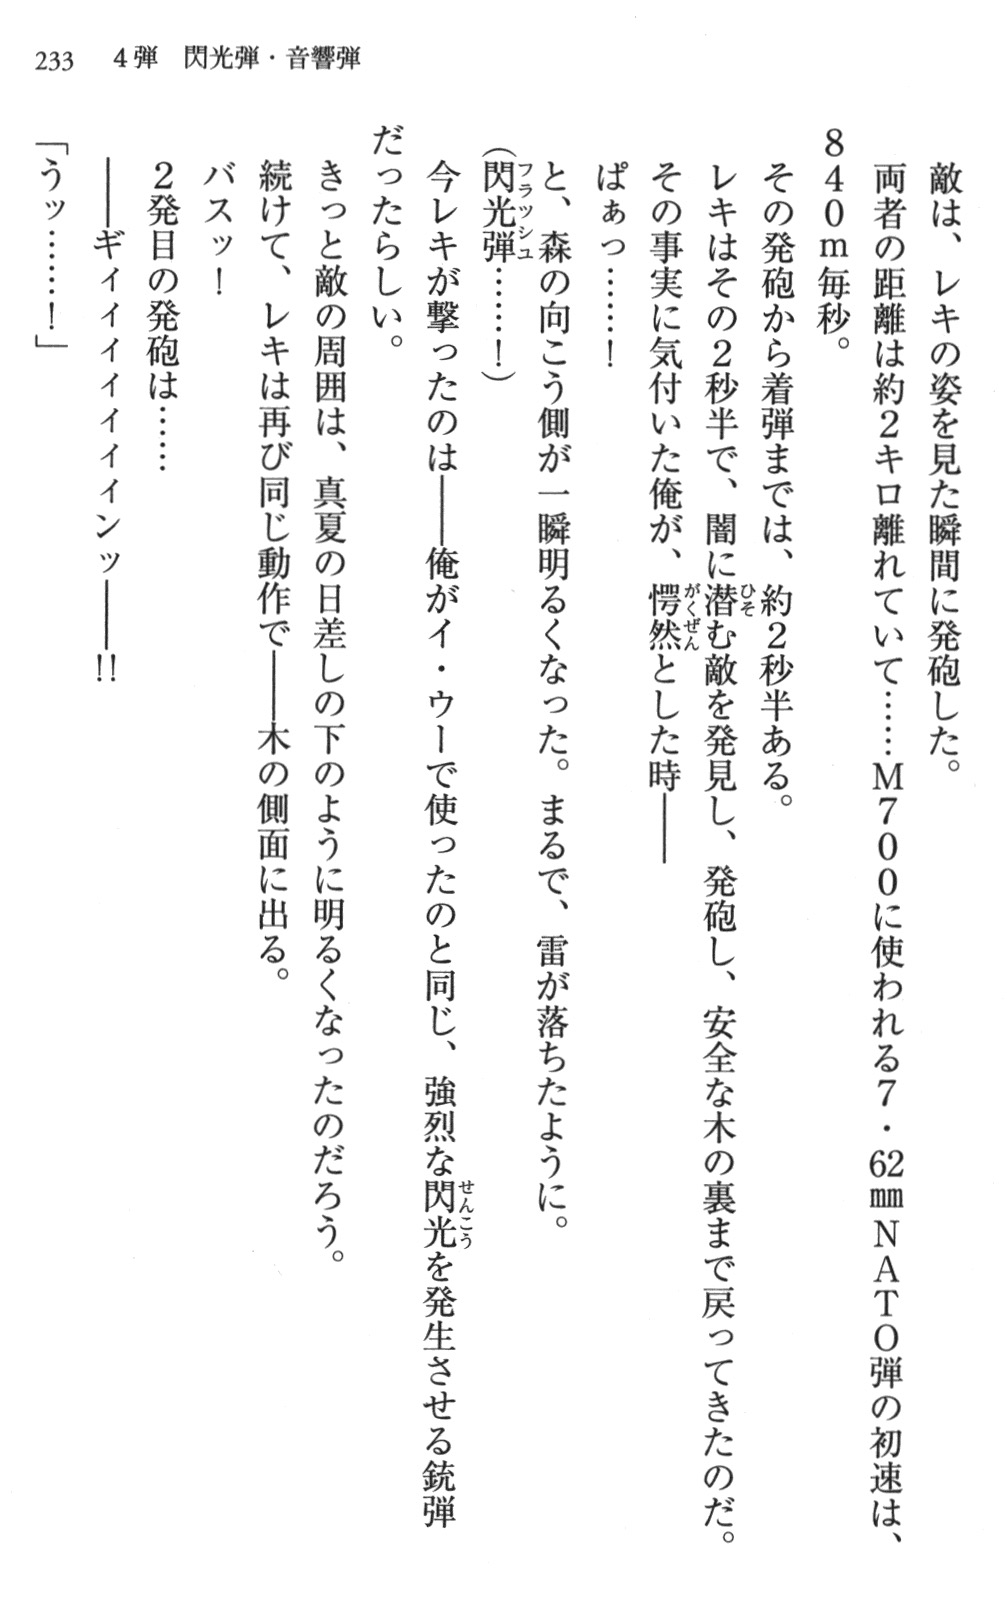 233　4弾　閃光弾・音響弾
敵は、レキの姿を見た瞬間に発砲した。
両者の距離は約2キロ離れていて……M700に使われる7・62㎜NATO弾の初速は、
840m毎秒。
その発砲から着弾までは、約2秒半ある。
レキはその2秒半で、闇に潜む敵を発見し、発砲し、安全な木の裏まで戻ってきたのだ。
その事実に気付いた俺が、愕然とした時――
ぱぁっ……！
と、森の向こう側が一瞬明るくなった。まるで、雷が落ちたように。
（閃光弾……！）
今レキが撃ったのは――俺がイ・ウーで使ったのと同じ、強烈な閃光を発生させる銃弾
だったらしい。
きっと敵の周囲は、真夏の日差しの下のように明るくなったのだろう。
続けて、レキは再び同じ動作で――木の側面に出る。
バスッ！
2発目の発砲は……
――ギィイイイイイィンッ――!!
「うッ……！」